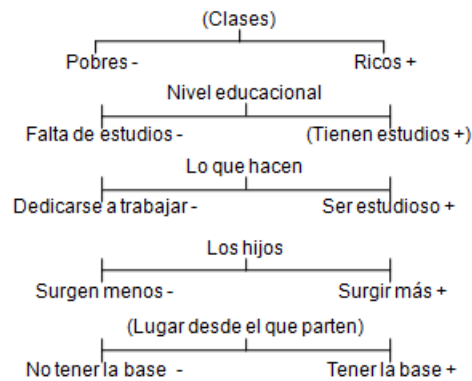 (Clases)
Pobres - Ricos +
Nivel educacional
Falta de estudios - (Tienen estudios +)
Lo que hacen
Dedicarse a trabajar - Ser estudioso +
Los hijos
Surgen menos - Surgir más +
(Lugar desde el que parten)
No tener la base - Tener la base +